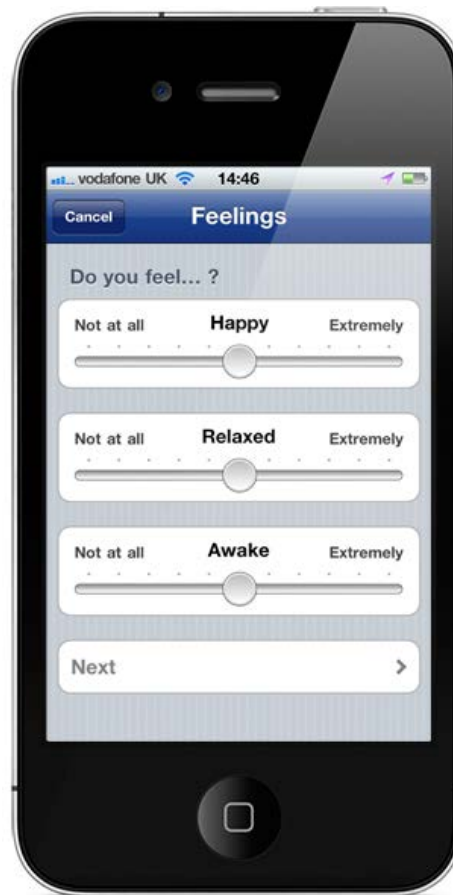 vodafone UK 14:46
Cancel Feelings
Do you feel... ?
Not at all Happy Extremely
Not at all Relaxed Extremely
Not at all Awake Extremely
Next